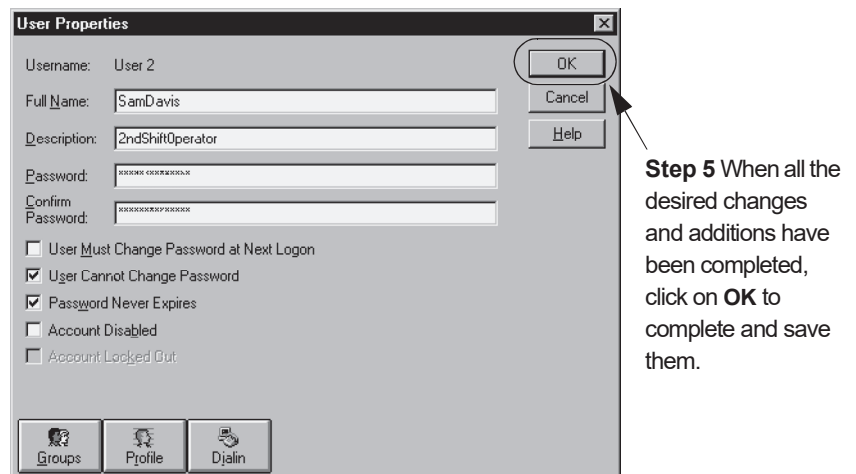 User Properties
Username: User 2
Full Name: SamDavis
Description: 2ndShiftOperator
Password:
Confirm Password:
User Must Change Password at Next Logon
User Cannot Change Password
Password Never Expires
Account Disabled
Account Locked Out
Groups Profile Dialin
OK
Cancel
Help
Step 5 When all the
desired changes
and additions have
been completed,
click on OK to
complete and save
them.